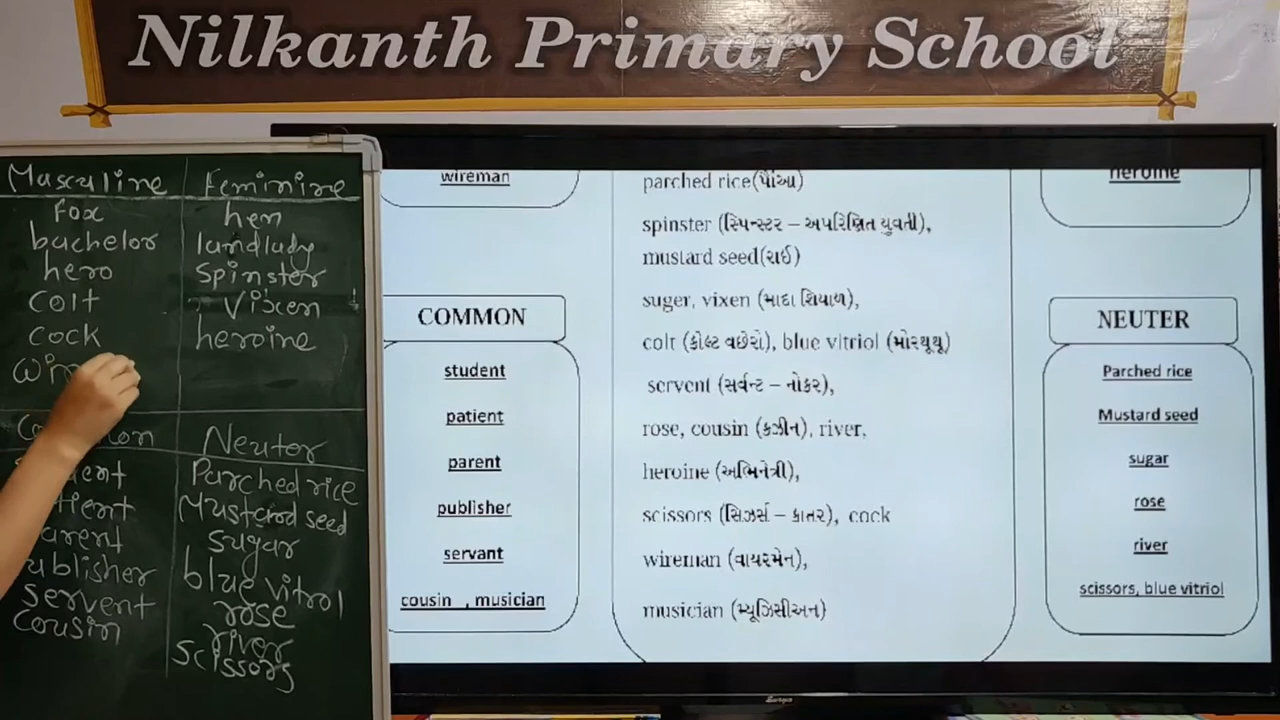 Nilkanth Primary School
Masculine
Fox
bachelor
hero
colt
cock
Feminine
hen
landlady
Spinster
Vixen
heroine
Servent
Cousin
Neuter
Parched rice
Mustard seed
Sugar
blue vitrol
rose
river
Scissors
wireman
COMMON
student
patient
parent
publisher
servant
cousin , musician
parched rice(પૌંઆ)
spinster (સ્પિન્સ્ટર – અપરિણિત યુવતી),
mustard seed(રાઈ)
suger, vixen (માદા શિયાળ),
colt (કોલ્ટ વછેરો), blue vitriol (મોરથૂથૂ)
servent (સર્વન્ટ – નોકર),
rose, cousin (કઝીન), river,
heroine (અભિનેત્રી),
scissors (સિઝર્સ – કાતર), cock
wireman (વાયરમેન),
musician (મ્યૂઝિસીઅન)
heroine
NEUTER
Parched rice
Mustard seed
sugar
rose
river
scissors, blue vitriol